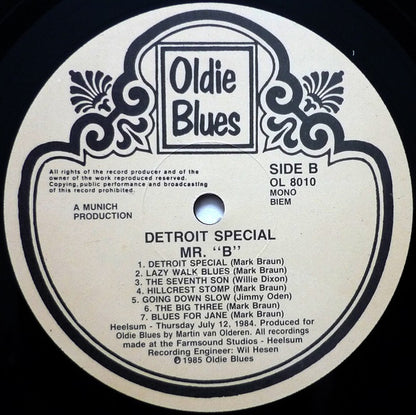 Oldie
Blues
All rights of the record producer and of the
owner of the work reproduced reserved.
Copying, public performance and broadcasting
of this record prohibited.
SIDE B
OL 8010
MONO
BIEM
A MUNICH
PRODUCTION
DETROIT SPECIAL
MR. "B"
1. DETROIT SPECIAL (Mark Braun)
2. LAZY WALK BLUES (Mark Braun)
3. THE SEVENTH SON (Willie Dixon)
4. HILLCREST STOMP (Mark Braun)
5. GOING DOWN SLOW (Jimmy Oden)
6. THE BIG THREE (Mark Braun)
7. BLUES FOR JANE (Mark Braun)
Heelsum - Thursday July 12, 1984. Produced for
Oldie Blues by Martin van Olderen. All recordings
made at the Farmsound Studios - Heelsum
Recording Engineer: Wil Hesen
℗ 1985 Oldie Blues